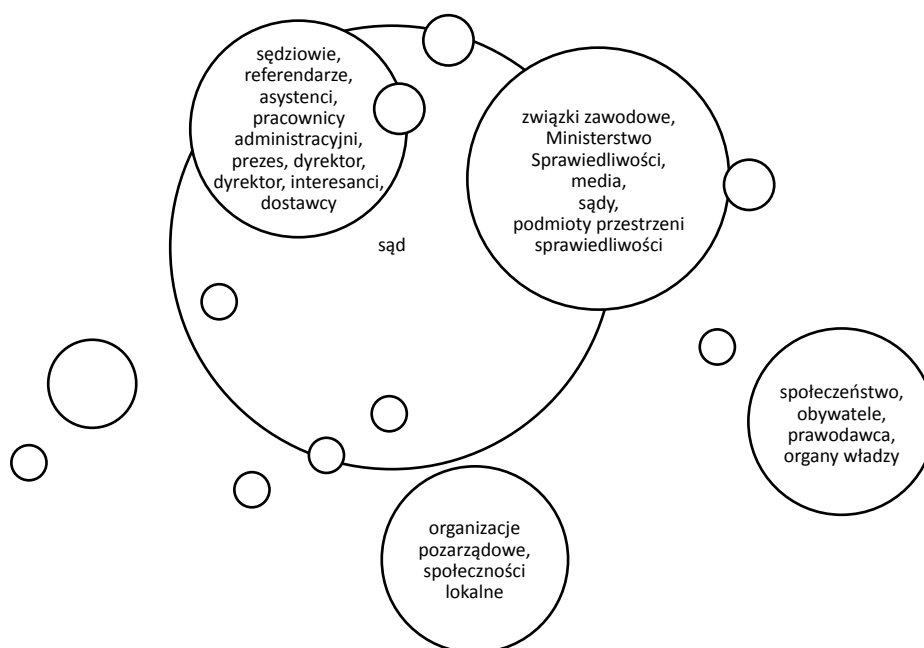 sędziowie,
referendarze,
asystenci,
pracownicy
administracyjni,
prezes, dyrektor,
dyrektor, interesanci,
dostawcy
związki zawodowe,
Ministerstwo
Sprawiedliwości,
media,
sądy,
podmioty przestrzeni
sprawiedliwości
sąd
społeczeństwo,
obywatele,
prawodawca,
organy władzy
organizacje
pozarządowe,
społeczności
lokalne